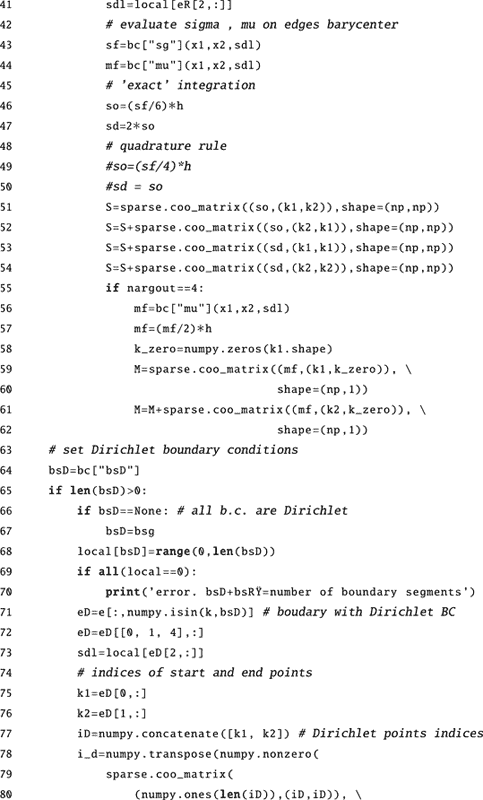 41 sdl=local[eR[2,:]]
42 # evaluate sigma , mu on edges barycenter
43 sf=bc["sg"](x1,x2,sdl)
44 mf=bc["mu"](x1,x2,sdl)
45 # 'exact' integration
46 so=(sf/6)*h
47 sd=2*so
48 # quadrature rule
49 #so=(sf/4)*h
50 #sd = so
51 S=sparse.coo_matrix((so,(k1,k2)),shape=(np,np))
52 S=S+sparse.coo_matrix((so,(k2,k1)),shape=(np,np))
53 S=S+sparse.coo_matrix((sd,(k1,k1)),shape=(np,np))
54 S=S+sparse.coo_matrix((sd,(k2,k2)),shape=(np,np))
55 if nargout==4:
56 mf=bc["mu"](x1,x2,sdl)
57 mf=(mf/2)*h
58 k_zero=numpy.zeros(k1.shape)
59 M=sparse.coo_matrix((mf,(k1,k_zero)), \
60 shape=(np,1))
61 M=M+sparse.coo_matrix((mf,(k2,k_zero)), \
62 shape=(np,1))
63 # set Dirichlet boundary conditions
64 bsD=bc["bsD"]
65 if len(bsD)>0:
66 if bsD==None: # all b.c. are Dirichlet
67 bsD=bsg
68 local[bsD]=range(0,len(bsD))
69 if all(local==0):
70 print('error. bsD+bsRŸ=number of boundary segments')
71 eD=e[:,numpy.isin(k,bsD)] # boudary with Dirichlet BC
72 eD=eD[[0, 1, 4],:]
73 sdl=local[eD[2,:]]
74 # indices of start and end points
75 k1=eD[0,:]
76 k2=eD[1,:]
77 iD=numpy.concatenate([k1, k2]) # Dirichlet points indices
78 i_d=numpy.transpose(numpy.nonzero(
79 sparse.coo_matrix(
80 (numpy.ones(len(iD)),(iD,iD)), \